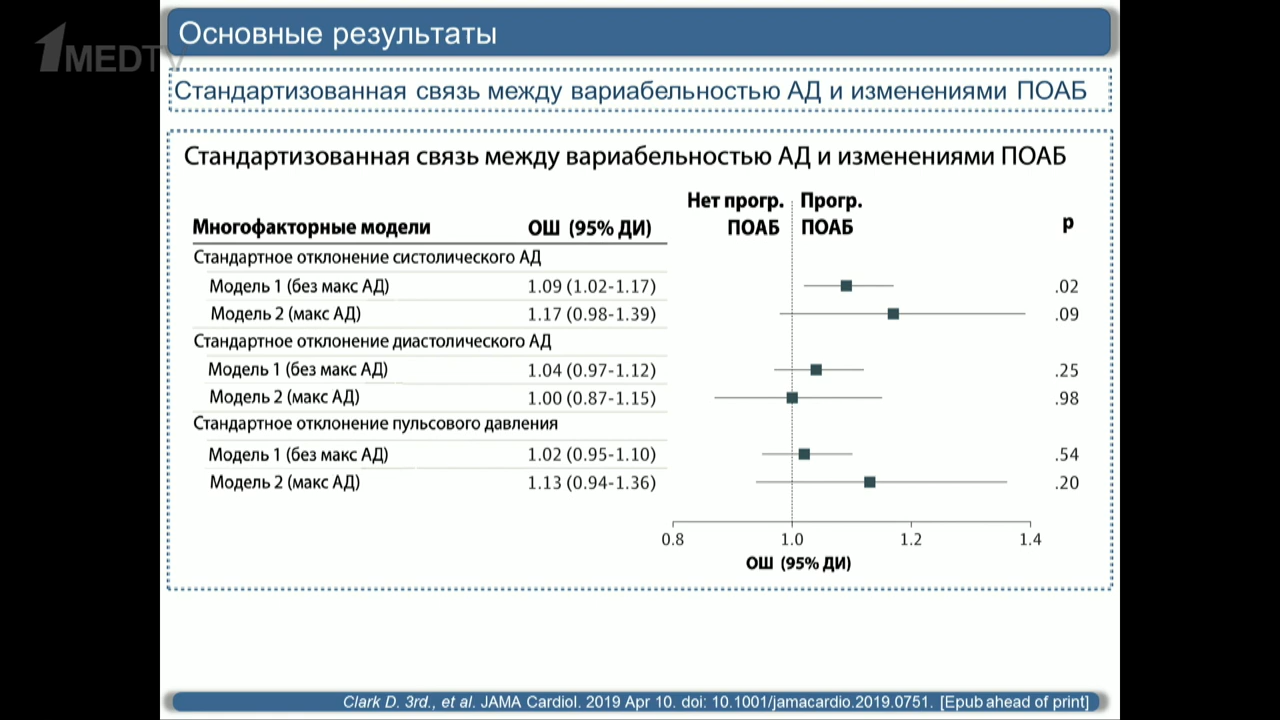 Основные результаты
1MEDTV
Стандартизованная связь между вариабельностью АД и изменениями ПОАБ
Стандартизованная связь между вариабельностью АД и изменениями ПОАБ
Нет прогр. Прогр.
Многофакторные модели ОШ (95% ДИ) ПОАБ ПОАБ р
Стандартное отклонение систолического АД
Модель 1 (без макс АД) 1.09 (1.02-1.17) .02
Модель 2 (макс АД) 1.17 (0.98-1.39) .09
Стандартное отклонение диастолического АД
Модель 1 (без макс АД) 1.04 (0.97-1.12) .25
Модель 2 (макс АД) 1.00 (0.87-1.15) .98
Стандартное отклонение пульсового давления
Модель 1 (без макс АД) 1.02 (0.95-1.10) .54
Модель 2 (макс АД) 1.13 (0.94-1.36) .20
0.8 1.0 1.2 1.4
ОШ (95% ДИ)
Clark D. 3rd., et al. JAMA Cardiol. 2019 Apr 10. doi: 10.1001/jamacardio.2019.0751. [Epub ahead of print]